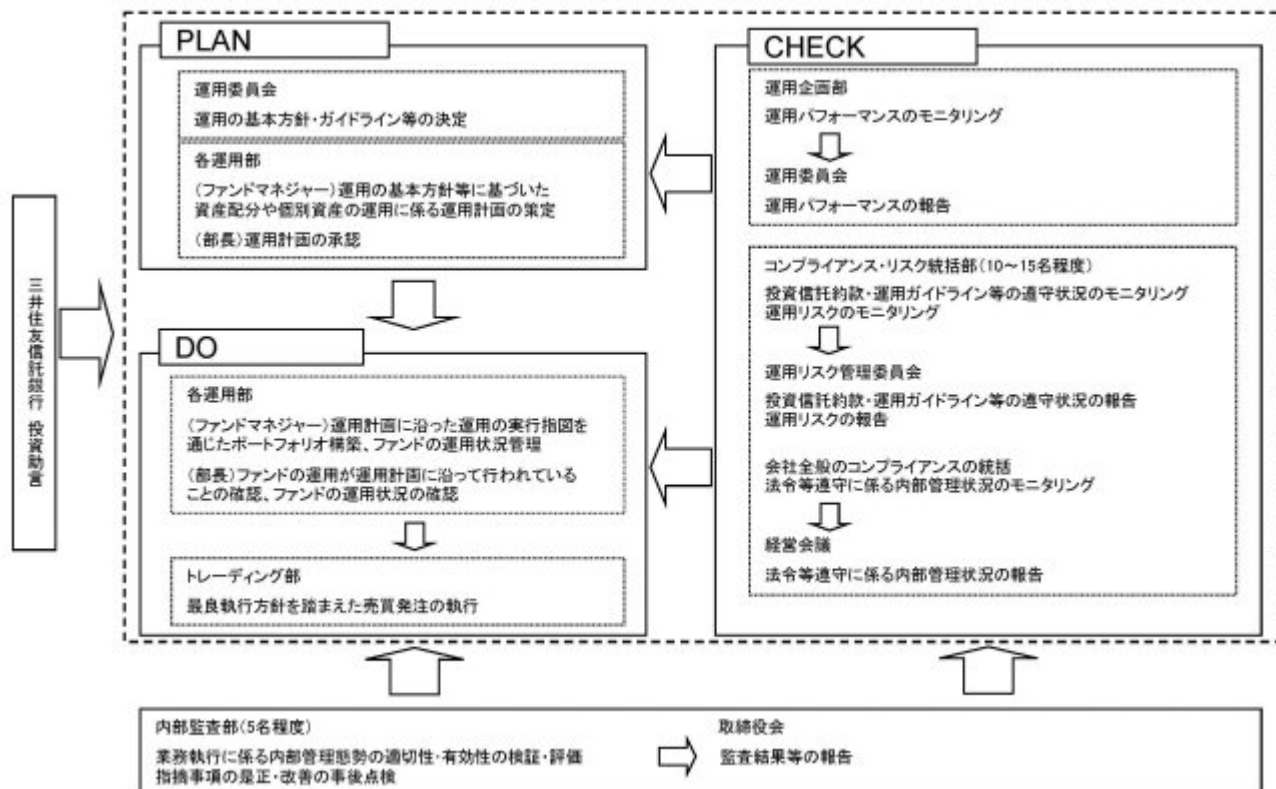 三井住友信託銀行 投資助言
PLAN
運用委員会
運用の基本方針・ガイドライン等の決定
各運用部
(ファンドマネジャー)運用の基本方針等に基づいた
資産配分や個別資産の運用に係る運用計画の策定
(部長)運用計画の承認
DO
各運用部
(ファンドマネジャー)運用計画に沿った運用の実行指図を
通じたポートフォリオ構築、ファンドの運用状況管理
(部長)ファンドの運用が運用計画に沿って行われている
ことの確認、ファンドの運用状況の確認
トレーディング部
最良執行方針を踏まえた売買発注の執行
CHECK
運用企画部
運用パフォーマンスのモニタリング
運用委員会
運用パフォーマンスの報告
コンプライアンス・リスク統括部(10~15名程度)
投資信託約款・運用ガイドライン等の遵守状況のモニタリング
運用リスクのモニタリング
運用リスク管理委員会
投資信託約款・運用ガイドライン等の遵守状況の報告
運用リスクの報告
会社全般のコンプライアンスの統括
法令等遵守に係る内部管理状況のモニタリング
経営会議
法令等遵守に係る内部管理状況の報告
内部監査部(5名程度)
業務執行に係る内部管理態勢の適切性・有効性の検証・評価
指摘事項の是正・改善の事後点検
取締役会
監査結果等の報告